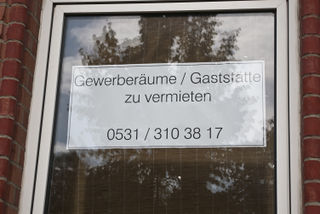 Gewerberäume / Gaststätte
zu vermieten
0531 / 310 38 17